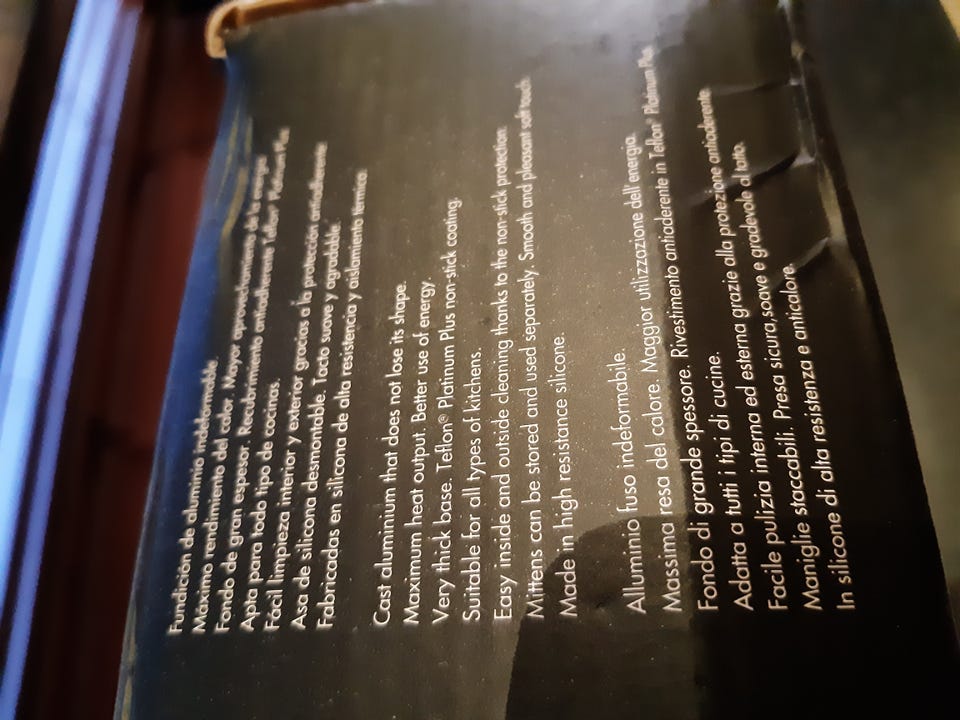 Fundición de aluminio indeformable.
Máximo rendimiento del calor. Mayor aprovechamiento de la energía
Fondo de gran espesor. Recubrimiento antiadherente Teflon® Platinum Plus
Apta para todo tipo de cocinas.
Fácil limpieza interior y exterior gracias a la protección antiadherente
Asa de silicona desmontable. Tacto suave y agradable.
Fabricadas en silicona de alta resistencia y aislamiento térmico
Cast aluminium that does not lose its shape.
Maximum heat output. Better use of energy.
Very thick base. Teflon® Platinum Plus non-stick coating.
Suitable for all types of kitchens.
Easy inside and outside cleaning thanks to the non-stick protection.
Mittens can be stored and used separately. Smooth and pleasant soft touch.
Made in high resistance silicone.
Alluminio fuso indeformabile.
Massima resa del calore. Maggior utilizzazione dell'energia.
Fondo di grande spessore. Rivestimento antiaderente in Teflon® Platinum Plus.
Adatta a tutti i tipi di cucine.
Facile pulizia interna ed esterna grazie alla protezione antiaderente.
Maniglie staccabili. Presa sicura, soave e gradevole al tatto.
In silicone di alta resistenza e anticalore.